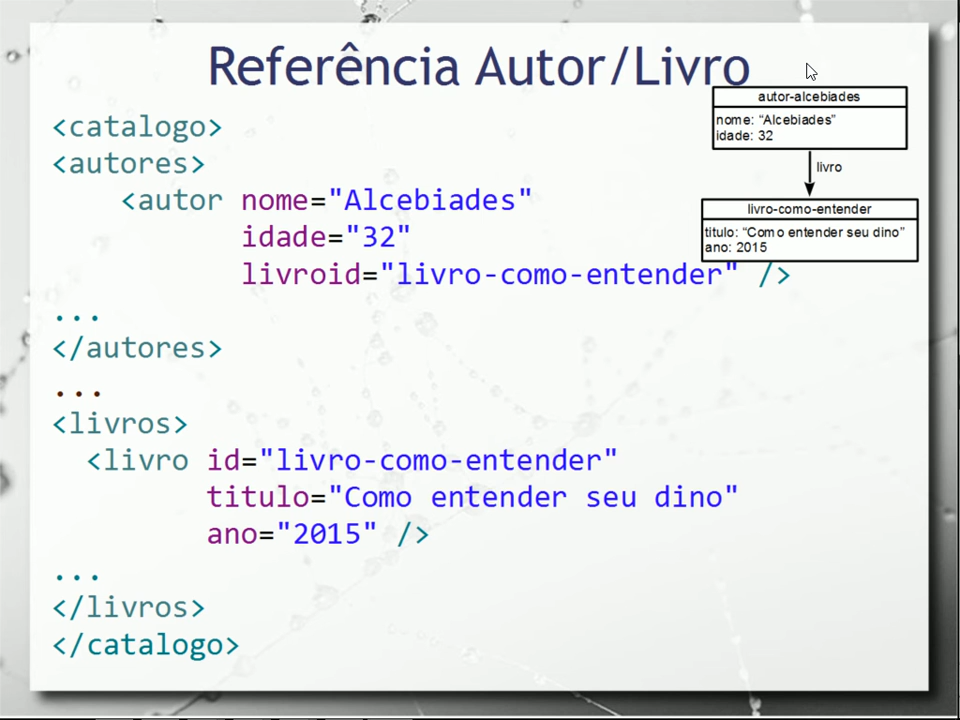 Referência Autor/Livro
autor-alcebiades
nome: “Alcebiades”
idade: 32
livro
livro-como-entender
titulo: “Como entender seu dino”
ano: 2015
<catalogo>
<autores>
<autor nome="Alcebiades"
idade="32"
livroid="livro-como-entender" />
...
</autores>
...
<livros>
<livro id="livro-como-entender"
titulo="Como entender seu dino"
ano="2015" />
...
</livros>
</catalogo>